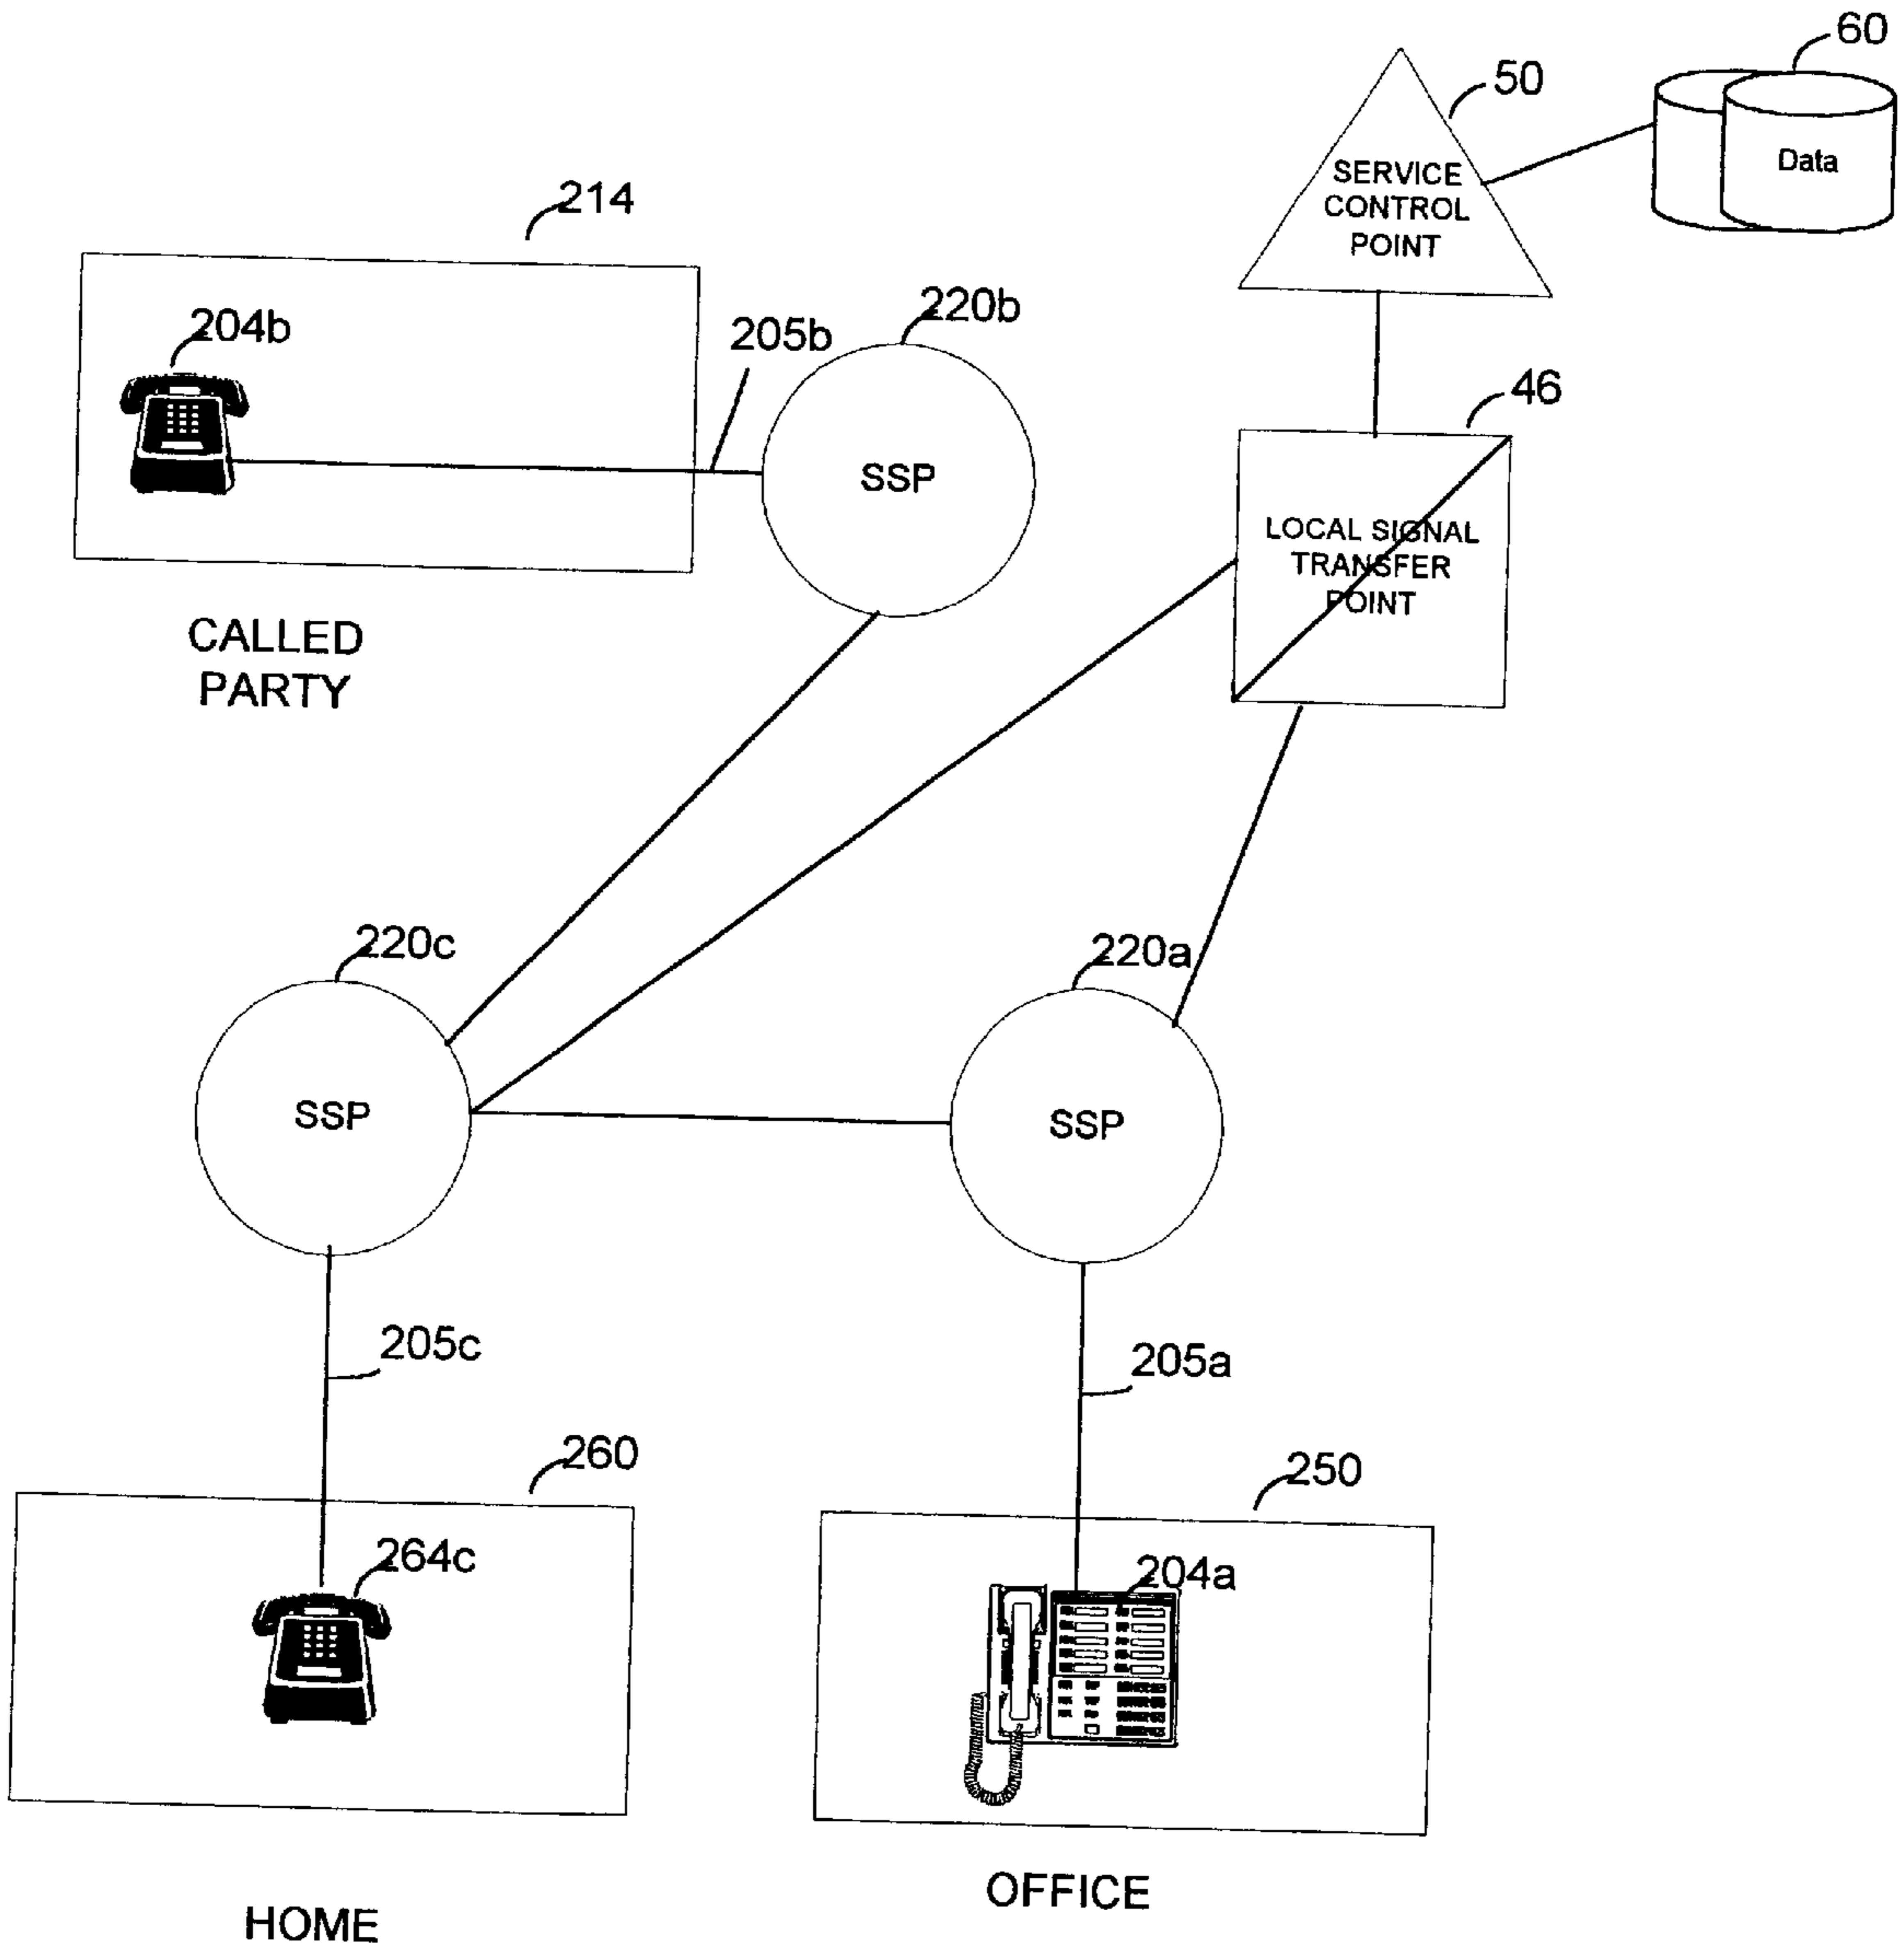 60
50
Data
SERVICE
CONTROL
POINT
214
220b
204b
205b
46
SSP
LOCAL SIGNAL
TRANSFER
POINT
CALLED
PARTY
220c
220a
SSP
SSP
205c
205a
260
250
264c
204a
OFFICE
HOME